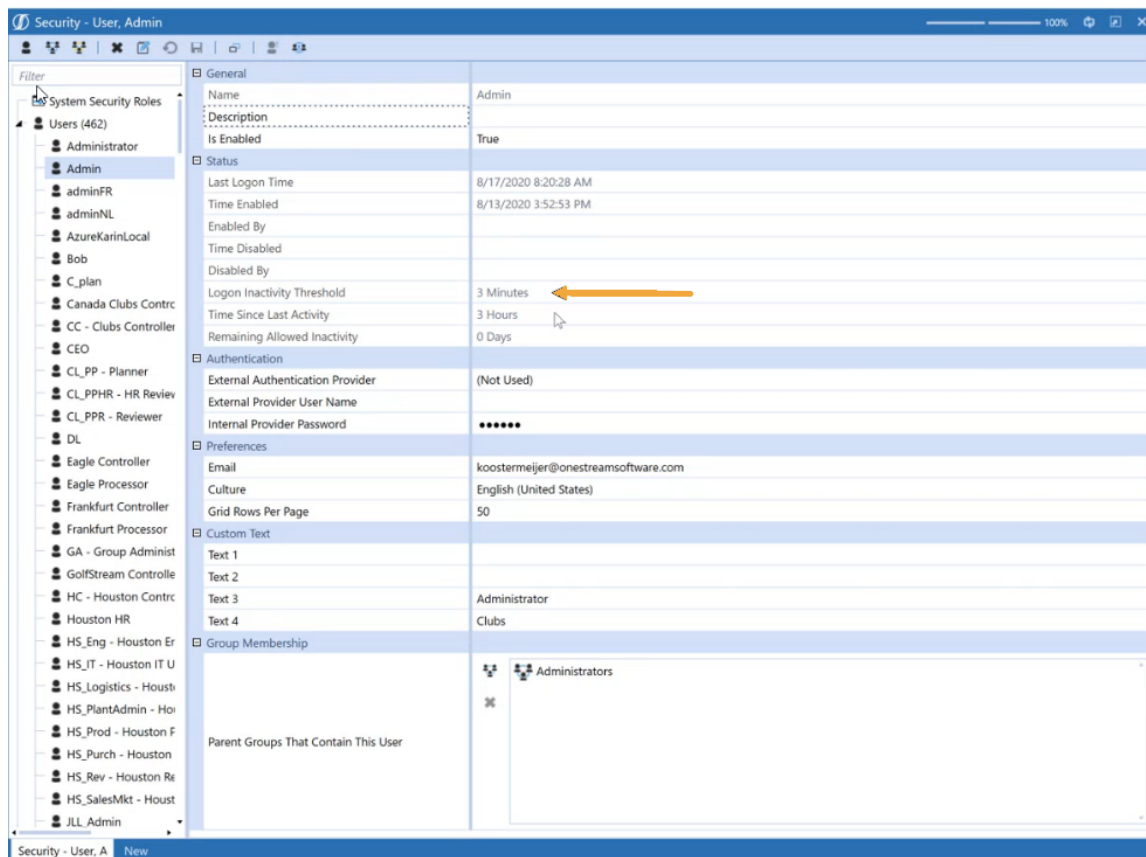 Security - User, Admin
100%
Filter
System Security Roles
Users (462)
Administrator
Admin
adminFR
adminNL
AzureKarinLocal
Bob
C_plan
Canada Clubs Contrc
CC - Clubs Controller
CEO
CL_PP - Planner
CL_PPHR - HR Review
CL_PPR - Reviewer
DL
Eagle Controller
Eagle Processor
Frankfurt Controller
Frankfurt Processor
GA - Group Administ
GolfStream Controlle
HC - Houston Contrc
Houston HR
HS_Eng - Houston Er
HS_IT - Houston IT U
HS_Logistics - Housto
HS_PlantAdmin - Hou
HS_Prod - Houston P
HS_Purch - Houston
HS_Rev - Houston Re
HS_SalesMkt - Houst
JLL_Admin
General
Name Admin
Description
Is Enabled True
Status
Last Logon Time 8/17/2020 8:20:28 AM
Time Enabled 8/13/2020 3:52:53 PM
Enabled By
Time Disabled
Disabled By
Logon Inactivity Threshold 3 Minutes
Time Since Last Activity 3 Hours
Remaining Allowed Inactivity 0 Days
Authentication
External Authentication Provider (Not Used)
External Provider User Name
Internal Provider Password ●●●●●●
Preferences
Email koostermeijer@onestreamsoftware.com
Culture English (United States)
Grid Rows Per Page 50
Custom Text
Text 1
Text 2
Text 3 Administrator
Text 4 Clubs
Group Membership
Parent Groups That Contain This User
Administrators
Security - User, A New